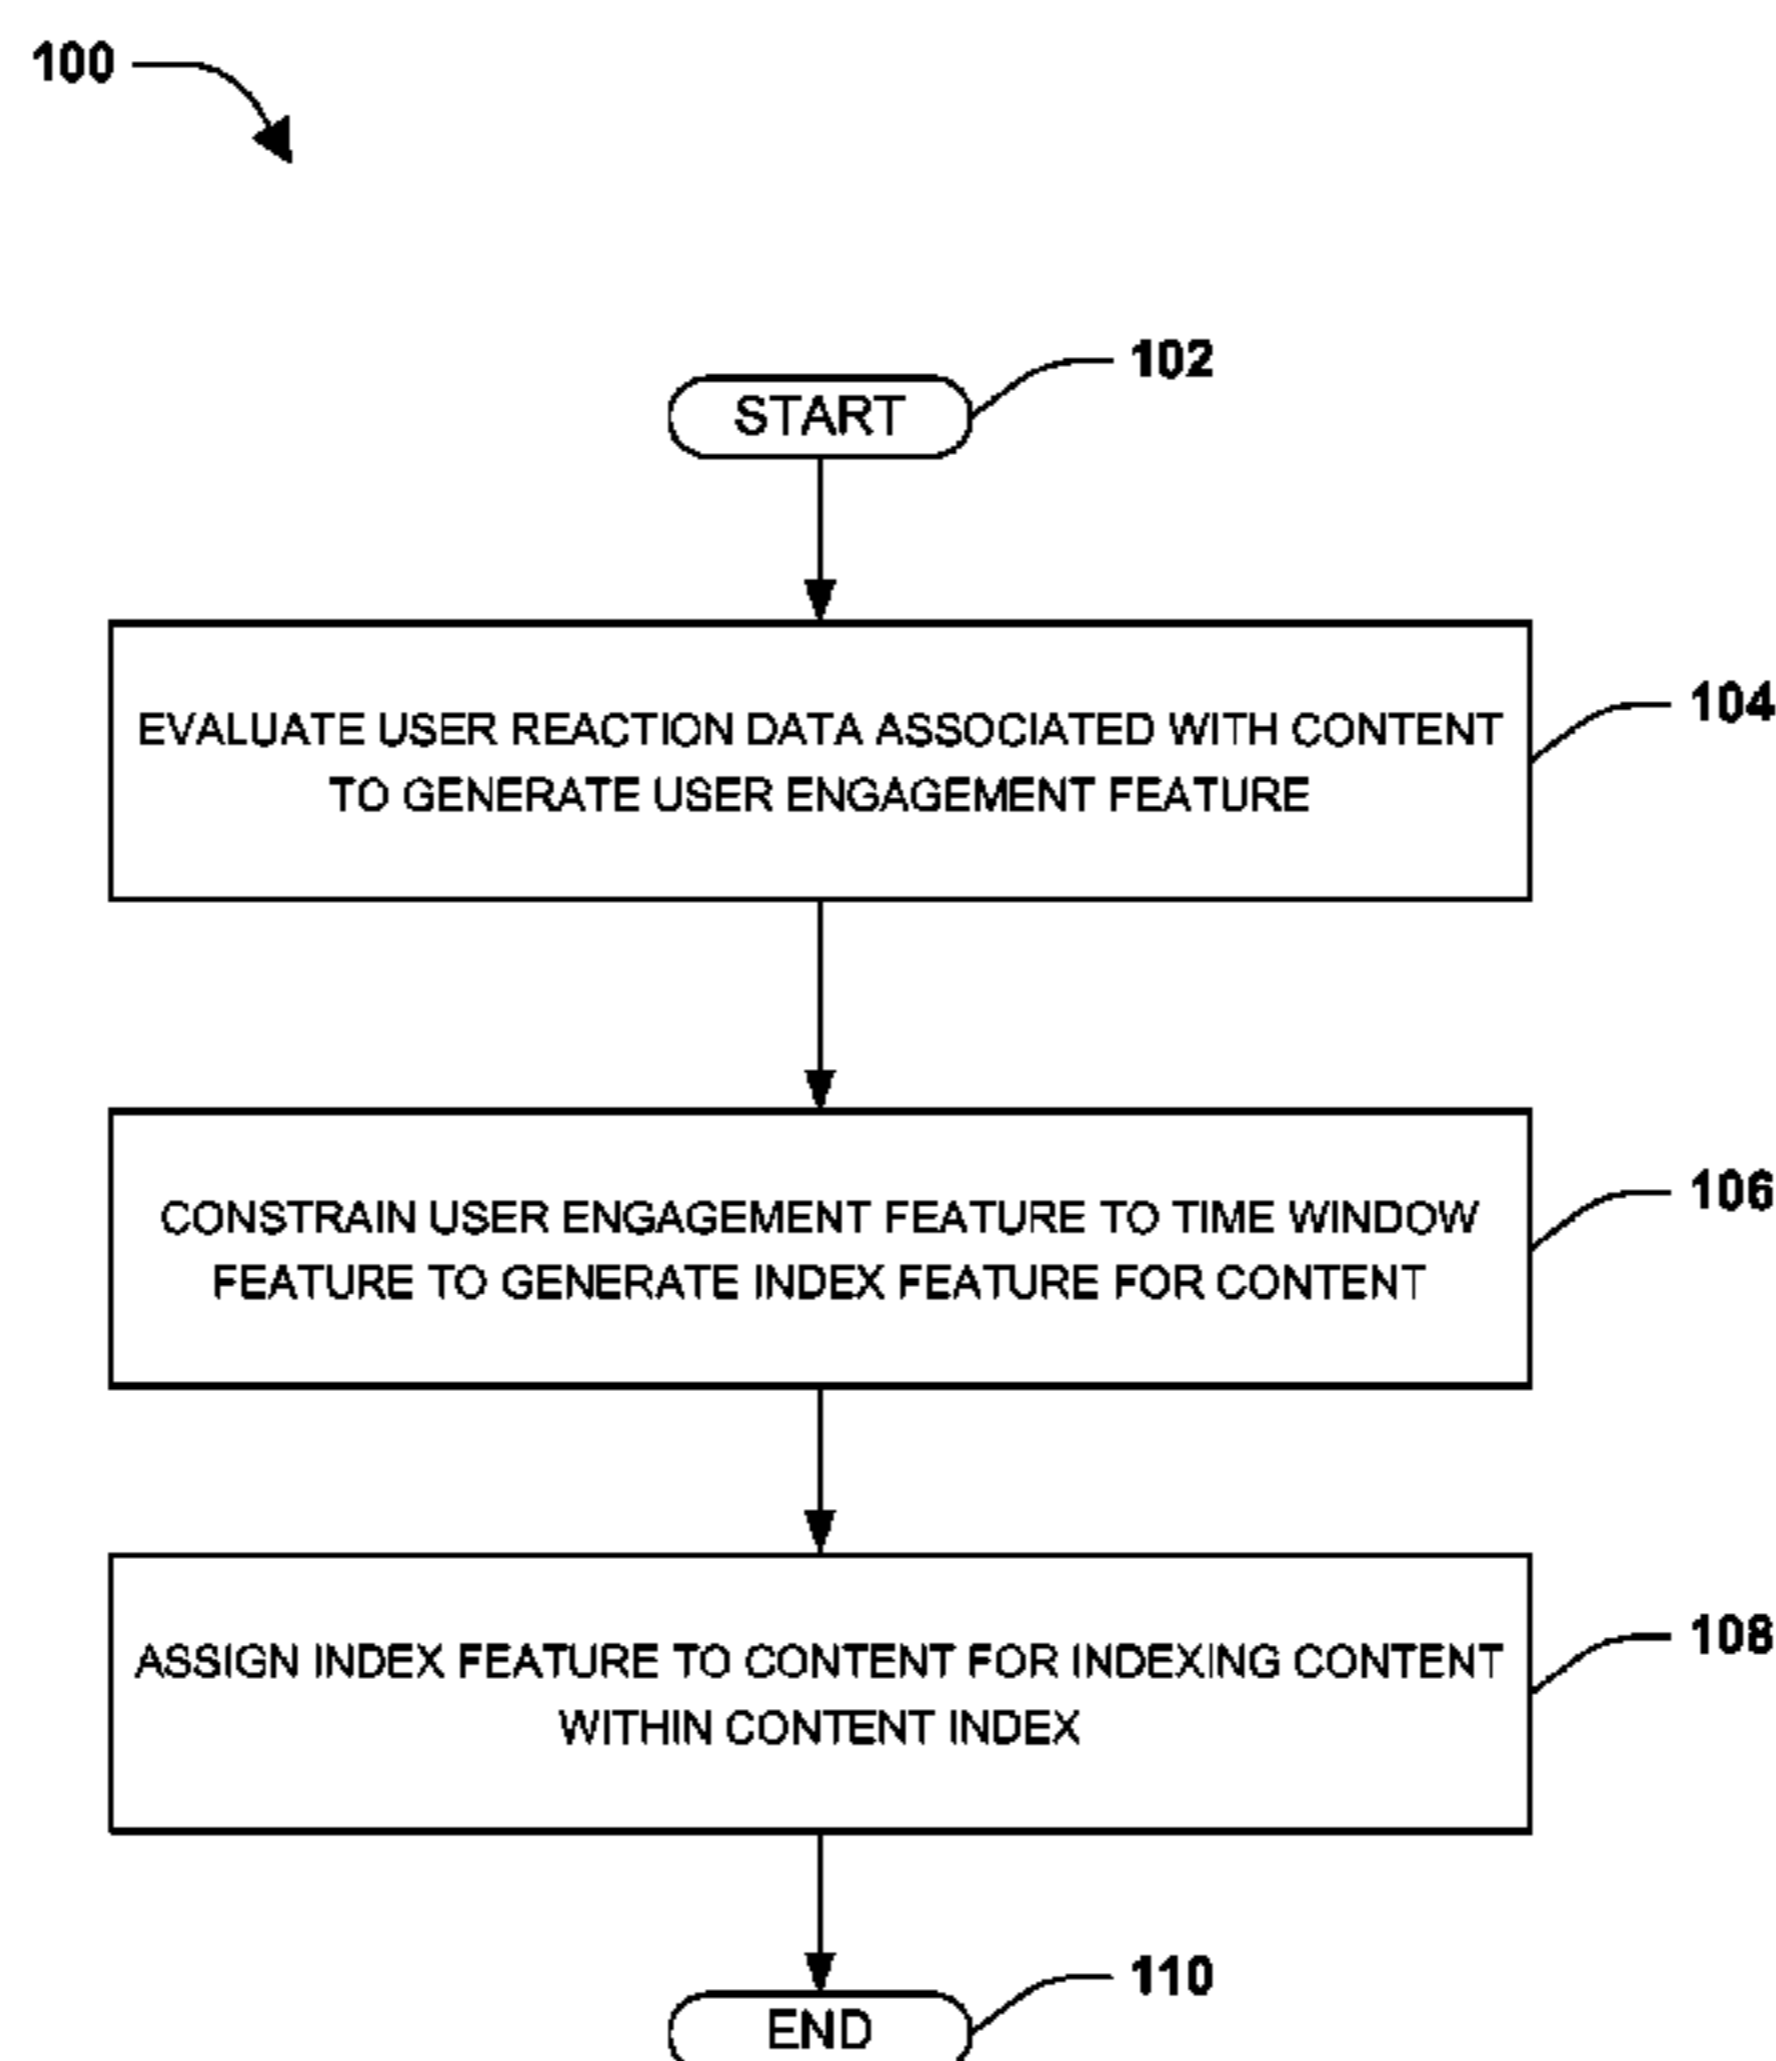 100
102
START
104
EVALUATE USER REACTION DATA ASSOCIATED WITH CONTENT
TO GENERATE USER ENGAGEMENT FEATURE
106
CONSTRAIN USER ENGAGEMENT FEATURE TO TIME WINDOW
FEATURE TO GENERATE INDEX FEATURE FOR CONTENT
108
ASSIGN INDEX FEATURE TO CONTENT FOR INDEXING CONTENT
WITHIN CONTENT INDEX
110
END